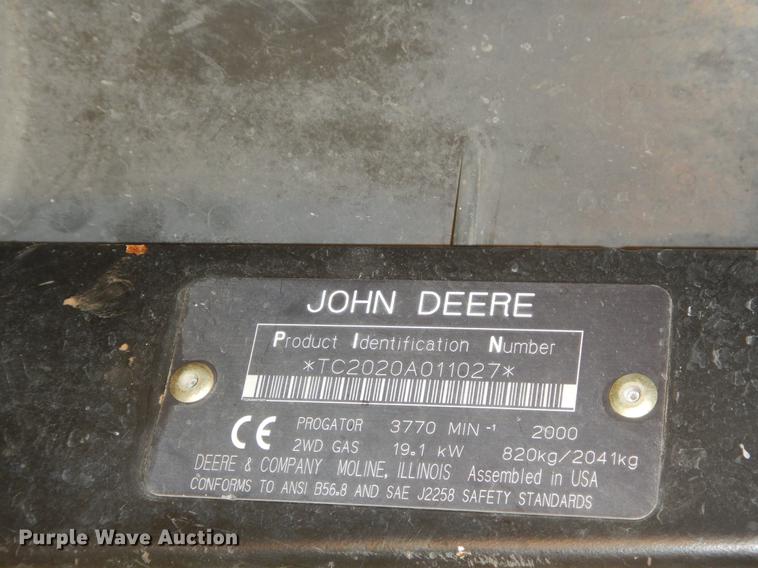 JOHN DEERE
Product Identification Number
*TC2020A011027*
CE PROGATOR 3770 MIN⁻¹ 2000
2WD GAS 19.1 kW 820kg/2041kg
DEERE & COMPANY MOLINE, ILLINOIS Assembled in USA
CONFORMS TO ANSI B56.8 AND SAE J2258 SAFETY STANDARDS
Purple Wave Auction